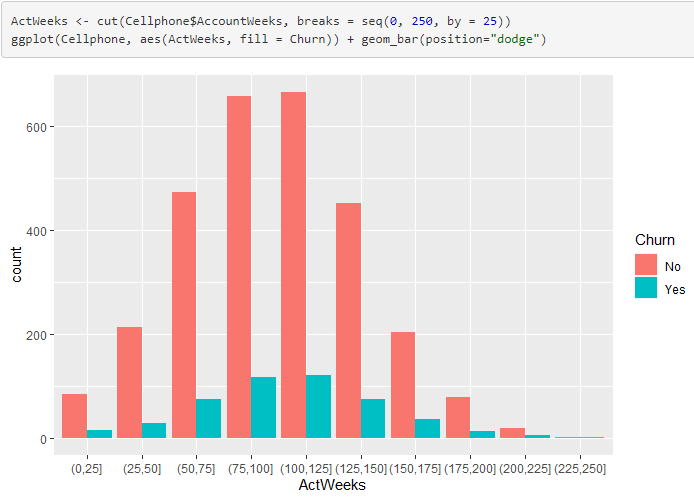 ActWeeks <- cut(Cellphone$AccountWeeks, breaks = seq(0, 250, by = 25))
ggplot(Cellphone, aes(ActWeeks, fill = Churn)) + geom_bar(position="dodge")
600
400
200
0
count
(0,25] (25,50] (50,75] (75,100] (100,125] (125,150] (150,175] (175,200] (200,225] (225,250]
ActWeeks
Churn
No
Yes